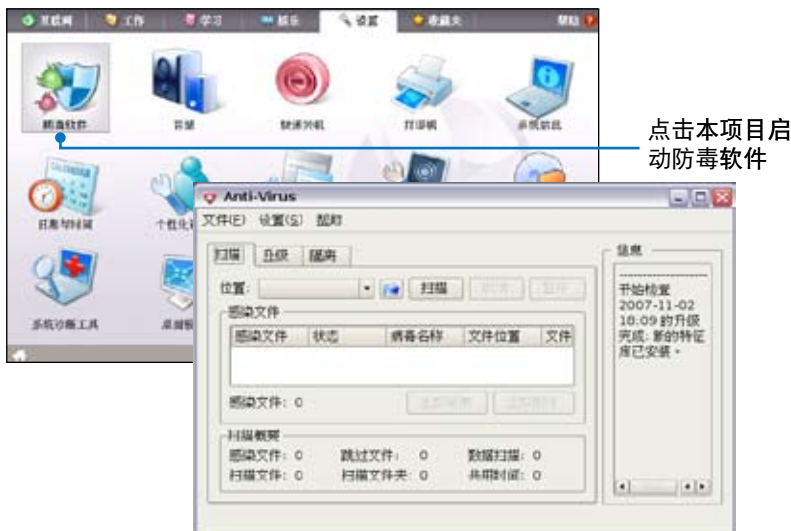 互联网 工作 学习 娱乐 设置 收藏夹 帮助
病毒软件 音量 快速关机 打印机 系统信息
点击本项目启
动防毒软件
CALENDAR
日期与时间 个性化设
系统诊断工具 桌面模
Anti-Virus
文件(E) 设置(S) 帮助
扫描 升级 隔离
位置: 扫描
感染文件
感染文件 状态 病毒名称 文件位置 文件
感染文件: 0
扫描概要
感染文件: 0 跳过文件: 0 数据扫描: 0
扫描文件: 0 扫描文件夹: 0 共用时间: 0
信息
开始检查
2007-11-02
18:09 的升级
完成: 新的特征
库已安装。